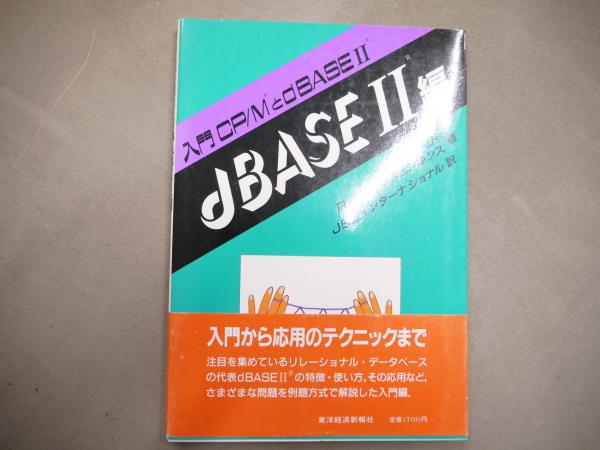 入門CP/MとdBASEII
dBASEII®編
著
JSEインターナショナル 訳
入門から応用のテクニックまで
注目を集めているリレーショナル・データベース
の代表dBASEII®の特徴・使い方、その応用など、
さまざまな問題を例題方式で解説した入門編。
東洋経済新報社 定価1700円